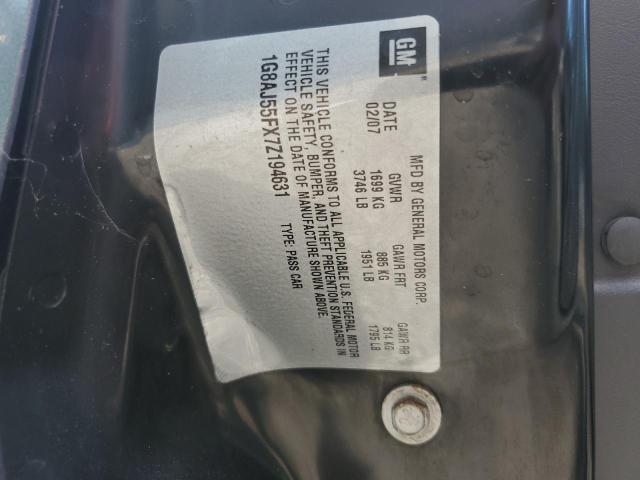 GM
TM
MFD BY GENERAL MOTORS CORP.
DATE GVWR GAWR FRT GAWR RR
02/07 1699 KG 885 KG 814 KG
3746 LB 1951 LB 1795 LB
THIS VEHICLE CONFORMS TO ALL APPLICABLE U.S. FEDERAL MOTOR
VEHICLE SAFETY, BUMPER, AND THEFT PREVENTION STANDARDS IN
EFFECT ON THE DATE OF MANUFACTURE SHOWN ABOVE.
1G8AJ55FX7Z194631 TYPE: PASS CAR